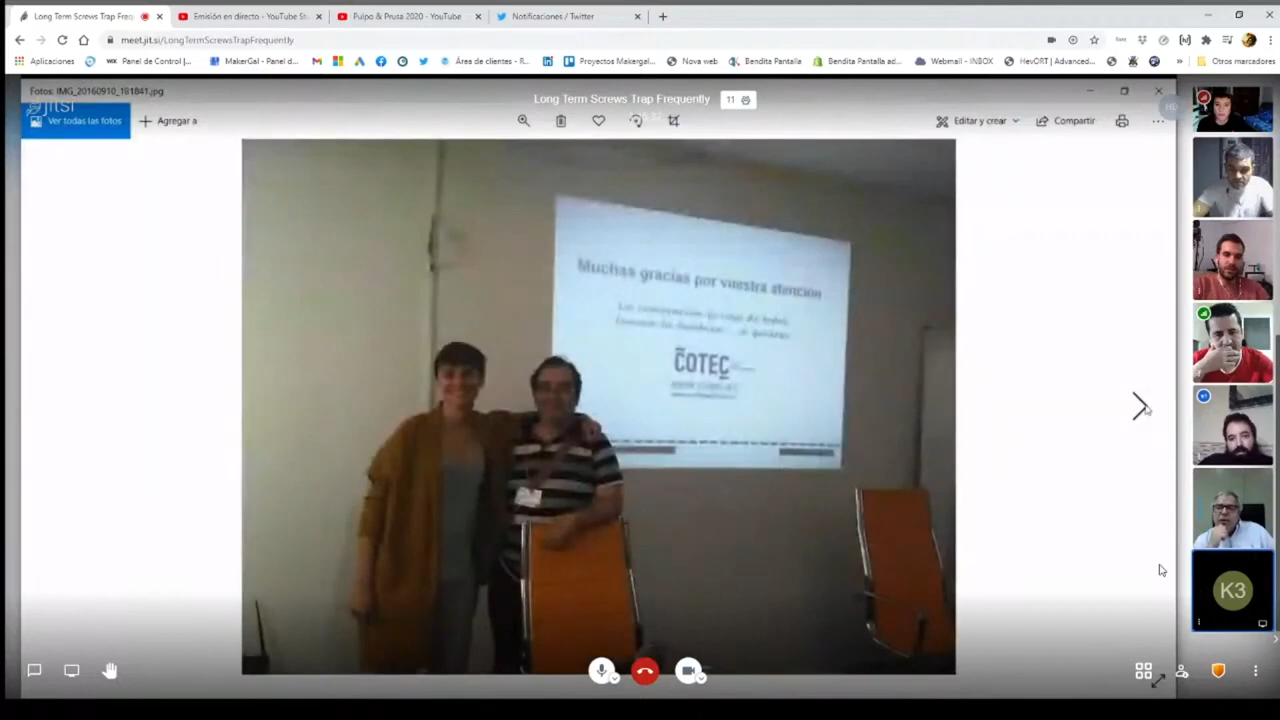 Long Term Screws Trap Freq
Emisión en directo - YouTube St
Pulpo & Prusa 2020 - YouTube
Notificaciones / Twitter
meet.jit.si/LongTermScrewsTrapFrequently
Aplicaciones
Panel de Control |...
MakerGal - Panel d...
Área de clientes - R...
Proyectos Makergal...
Nova web
Bendita Pantalla
Bendita Pantalla ad...
Webmail - INBOX
HevORT | Advanced...
»
Otros marcadores
Fotos: IMG_20160910_181841.jpg
jitsi
Long Term Screws Trap Frequently
11
HD
Ver todas las fotos
Agregar a
Editar y crear
Compartir
Muchas gracias por vuestra atención
COTEC
K3